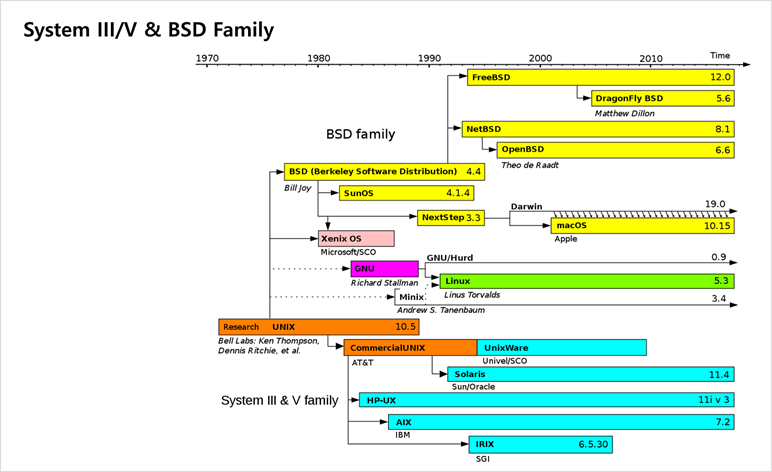 System III/V & BSD Family
1970 1980 1990 2000 2010 Time
FreeBSD 12.0
DragonFly BSD 5.6
Matthew Dillon
BSD family
NetBSD 8.1
OpenBSD 6.6
Theo de Raadt
BSD (Berkeley Software Distribution) 4.4
Bill Joy
SunOS 4.1.4
Darwin 19.0
NextStep 3.3
macOS 10.15
Apple
Xenix OS
Microsoft/SCO
GNU/Hurd 0.9
GNU
Richard Stallman
Linux 5.3
Linus Torvalds
Minix 3.4
Andrew S. Tanenbaum
Research UNIX 10.5
Bell Labs: Ken Thompson,
Dennis Ritchie, et al.
CommercialUNIX
AT&T
UnixWare
Univel/SCO
Solaris 11.4
Sun/Oracle
System III & V family
HP-UX 11i v 3
AIX 7.2
IBM
IRIX 6.5.30
SGI